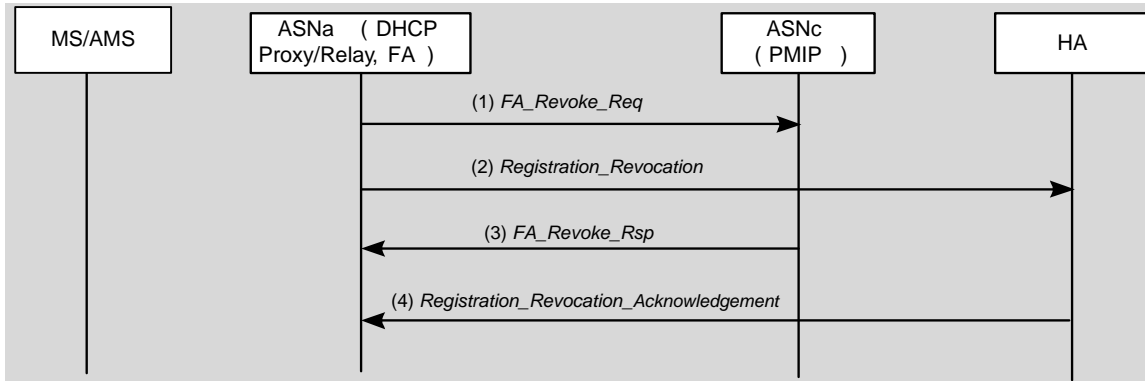 MS/AMS
ASNa ( DHCP
Proxy/Relay, FA )
ASNc
( PMIP )
HA
(1) FA_Revoke_Req
(2) Registration_Revocation
(3) FA_Revoke_Rsp
(4) Registration_Revocation_Acknowledgement